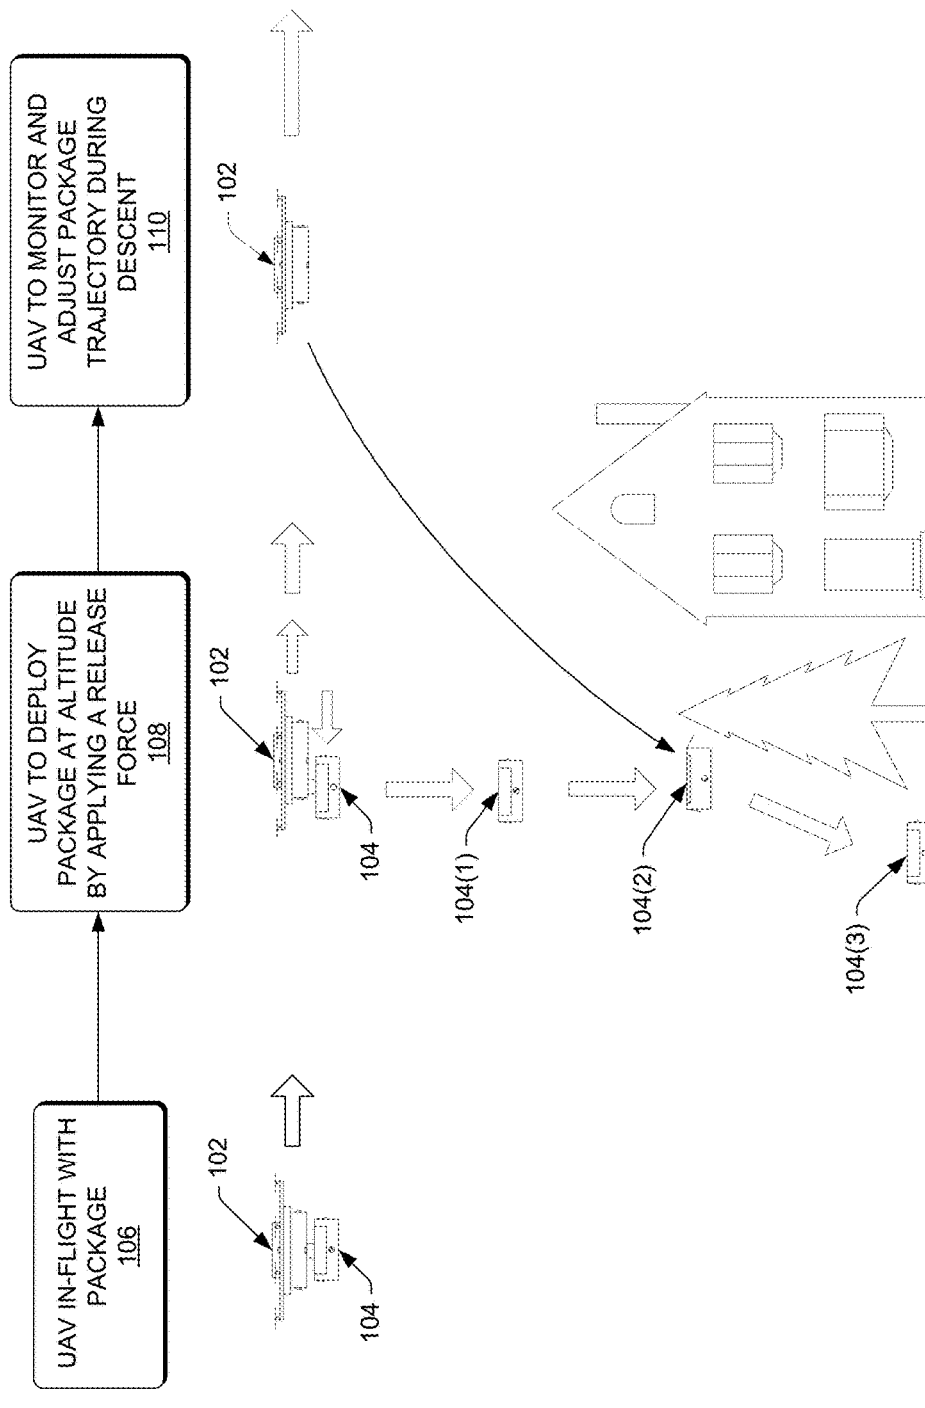 UAV IN-FLIGHT WITH
PACKAGE
106
UAV TO DEPLOY
PACKAGE AT ALTITUDE
BY APPLYING A RELEASE
FORCE
108
UAV TO MONITOR AND
ADJUST PACKAGE
TRAJECTORY DURING
DESCENT
110
102
104
102
104
104(1)
104(2)
104(3)
102